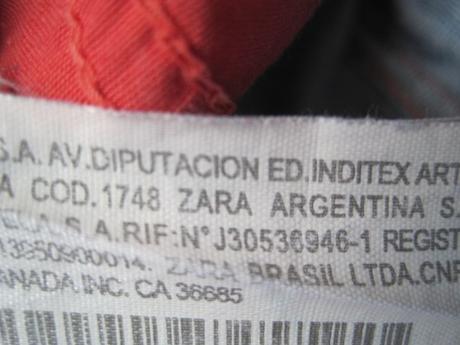 S.A. AV.DIPUTACION ED.INDITEX ART
A COD.1748 ZARA ARGENTINA S.
S.A.RIF:N°J30536946-1 REGIST
ZARA BRASIL LTDA.CNP
ANADA INC. CA 36685